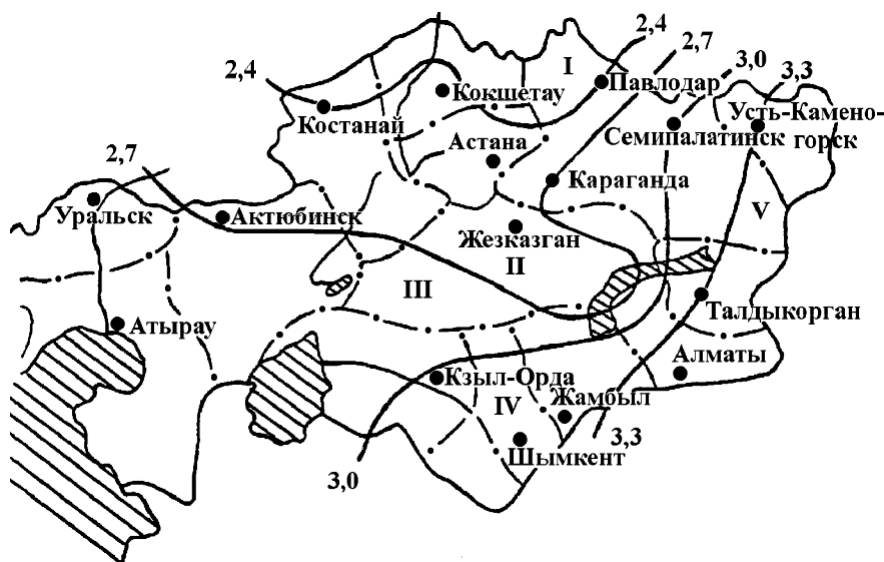 2,4
2,7
I
3,0
2,4
Павлодар
3,3
Кокшетау
Усть-Камено-
горск
Костанай
Семипалатинск
Астана
2,7
Караганда
Уральск
Актюбинск
V
Жезказган
II
III
Талдыкорган
Атырау
Алматы
Кзыл-Орда
Жамбыл
IV
3,3
Шымкент
3,0